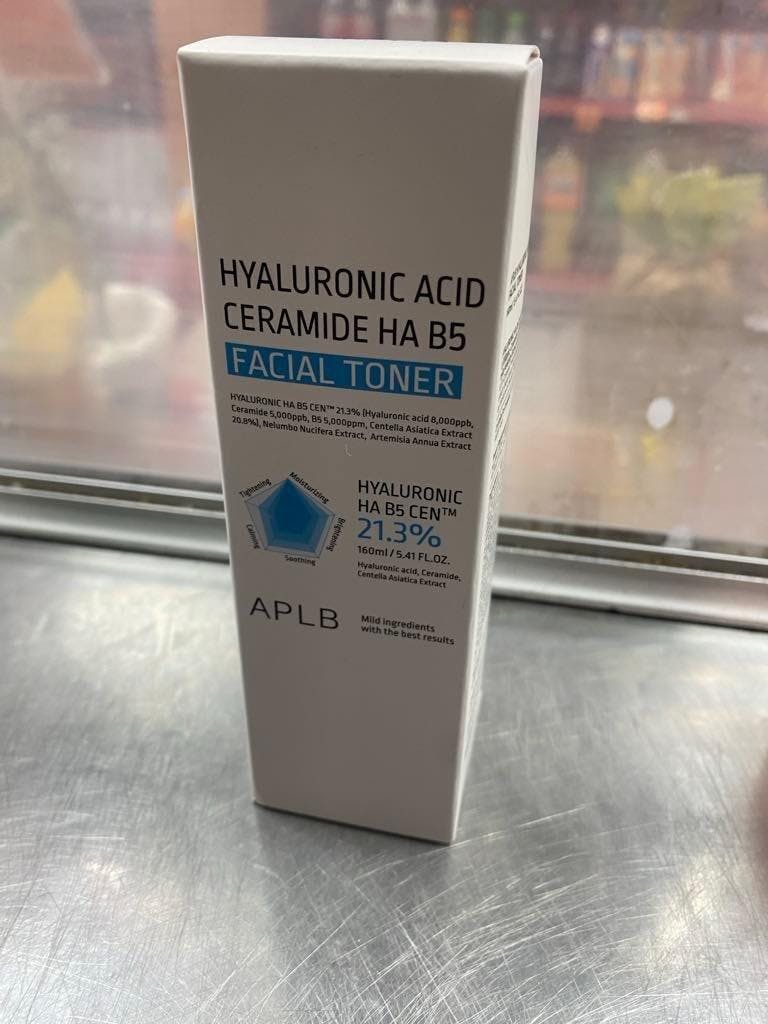 HYALURONIC ACID
CERAMIDE HA B5
FACIAL TONER
HYALURONIC HA B5 CEN™ 21.3% (Hyaluronic acid 8,000ppb,
Ceramide 5,000ppb, B5 5,000ppm, Centella Asiatica Extract
20.8%), Nelumbo Nucifera Extract, Artemisia Annua Extract
Tightening
Moisturizing
Brightening
Soothing
Calming
HYALURONIC
HA B5 CEN™
21.3%
160ml / 5.41 FL.OZ.
Hyaluronic acid, Ceramide,
Centella Asiatica Extract
APLB
Mild ingredients
with the best results